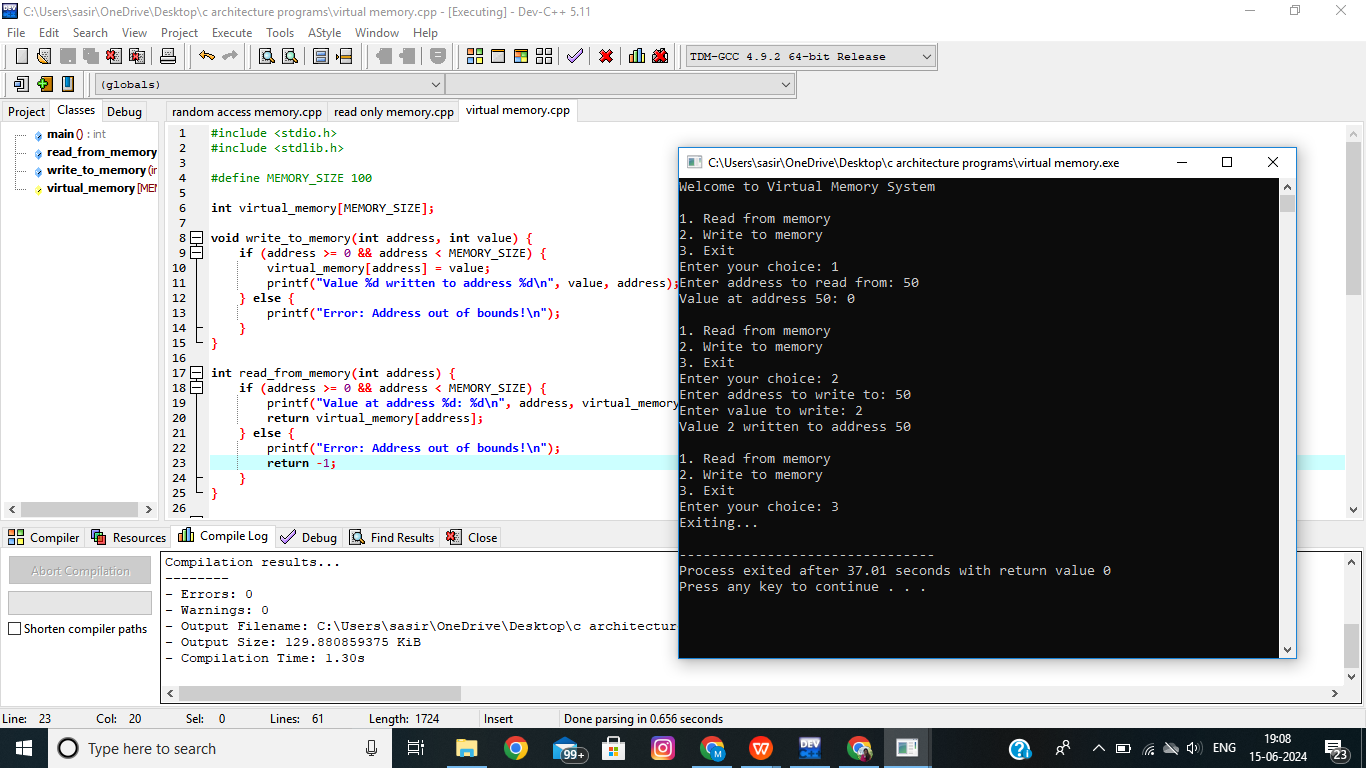 C:\Users\sasir\OneDrive\Desktop\c architecture programs\virtual memory.cpp - [Executing] - Dev-C++ 5.11
File Edit Search View Project Execute Tools AStyle Window Help
TDM-GCC 4.9.2 64-bit Release
(globals)
Project Classes Debug
random access memory.cpp read only memory.cpp virtual memory.cpp
main () : int
read_from_memory
write_to_memory (in
virtual_memory [MEM
1 #include <stdio.h>
2 #include <stdlib.h>
3
4 #define MEMORY_SIZE 100
5
6 int virtual_memory[MEMORY_SIZE];
7
8 void write_to_memory(int address, int value) {
9 if (address >= 0 && address < MEMORY_SIZE) {
10 virtual_memory[address] = value;
11 printf("Value %d written to address %d\n", value, address);
12 } else {
13 printf("Error: Address out of bounds!\n");
14 }
15 }
16
17 int read_from_memory(int address) {
18 if (address >= 0 && address < MEMORY_SIZE) {
19 printf("Value at address %d: %d\n", address, virtual_memory
20 return virtual_memory[address];
21 } else {
22 printf("Error: Address out of bounds!\n");
23 return -1;
24 }
25 }
26
C:\Users\sasir\OneDrive\Desktop\c architecture programs\virtual memory.exe
Welcome to Virtual Memory System
1. Read from memory
2. Write to memory
3. Exit
Enter your choice: 1
Enter address to read from: 50
Value at address 50: 0
1. Read from memory
2. Write to memory
3. Exit
Enter your choice: 2
Enter address to write to: 50
Enter value to write: 2
Value 2 written to address 50
1. Read from memory
2. Write to memory
3. Exit
Enter your choice: 3
Exiting...
--------------------------------
Process exited after 37.01 seconds with return value 0
Press any key to continue . . .
Compiler Resources Compile Log Debug Find Results Close
Abort Compilation
Shorten compiler paths
Compilation results...
--------
- Errors: 0
- Warnings: 0
- Output Filename: C:\Users\sasir\OneDrive\Desktop\c architectur
- Output Size: 129.880859375 KiB
- Compilation Time: 1.30s
Line: 23 Col: 20 Sel: 0 Lines: 61 Length: 1724 Insert Done parsing in 0.656 seconds
Type here to search
99+
DEV
M
ENG
19:08
15-06-2024
23